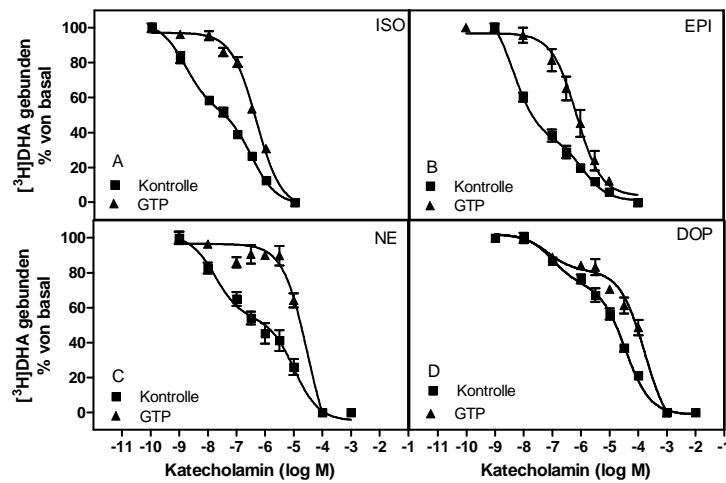 ISO
EPI
100
80
60
40
20
0
[³H]DHA gebunden
% von basal
A
Kontrolle
GTP
B
Kontrolle
GTP
NE
DOP
100
80
60
40
20
0
[³H]DHA gebunden
% von basal
C
Kontrolle
GTP
D
Kontrolle
GTP
-11 -10 -9 -8 -7 -6 -5 -4 -3 -2
-11 -10 -9 -8 -7 -6 -5 -4 -3 -2 -1
Katecholamin (log M)
Katecholamin (log M)